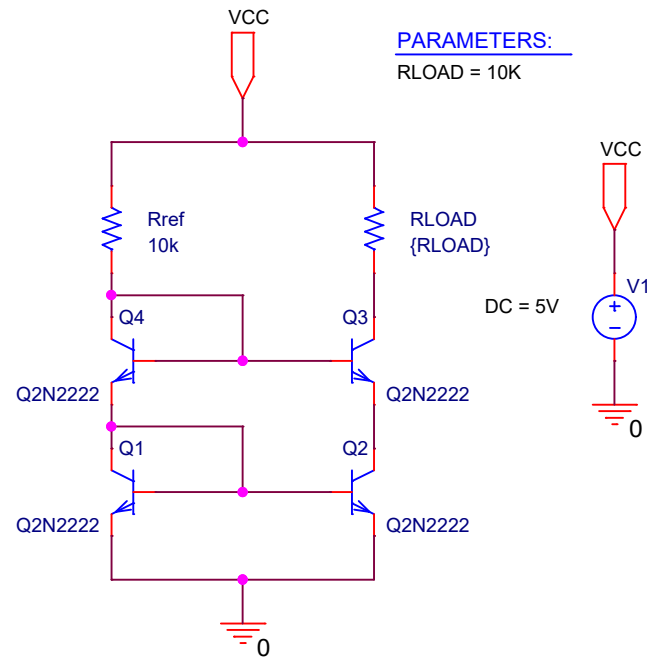 VCC
PARAMETERS:
RLOAD = 10K
VCC
Rref
10k
RLOAD
{RLOAD}
V1
DC = 5V
Q4
Q3
Q2N2222
Q2N2222
0
Q1
Q2
Q2N2222
Q2N2222
0